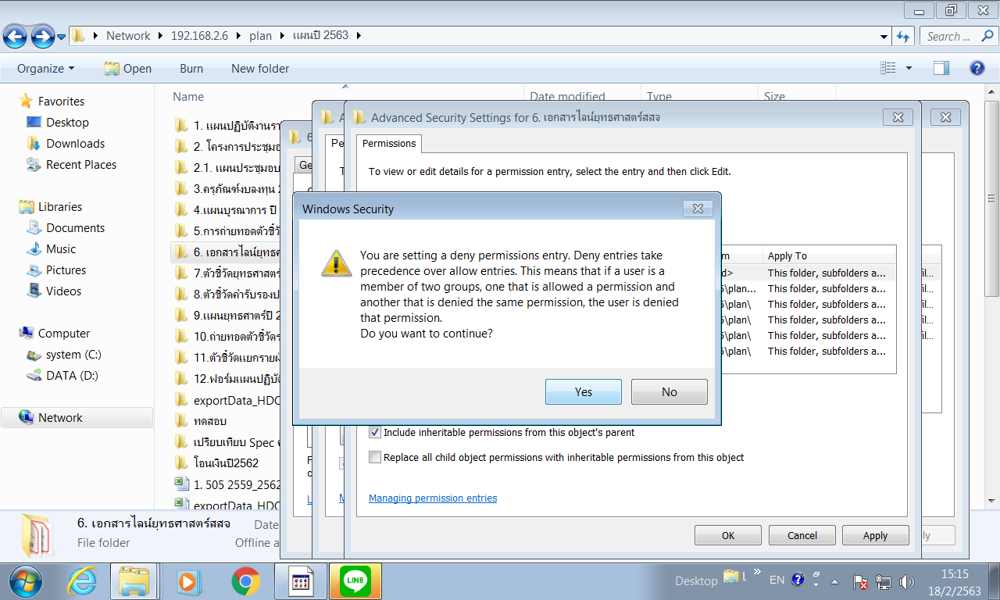 Network ▸ 192.168.2.6 ▸ plan ▸ แผนปี 2563 ▸
Search ...
Organize
Open
Burn
New folder
Name
Date modified
Type
Size
Favorites
Desktop
Downloads
Recent Places
Libraries
Documents
Music
Pictures
Videos
Computer
system (C:)
DATA (D:)
Network
2. โครงการประชุมอ
2.1. แผนประชุมอบ
3.ครุภัณฑ์งบลงทุน 2
4.แผนบูรณาการ ปี
5.การถ่ายทอดตัวชี้วั
6. เอกสารไลน์ยุทธศ
7.ตัวชี้วัดยุทธศาสตร์
8.ตัวชี้วัดคำรับรองป
9.แผนยุทธศาตร์ปี 2
10.ถ่ายทอดตัวชี้วัดร
11.ตัวชี้วัดแยกรายฝ
12.ฟอร์มแผนปฏิบัติ
exportData_HDC
ทดสอบ
เปรียบเทียบ Spec
โอนเงินปี2562
1. 505 2559_2562
exportData_HDC
Advanced Security Settings for 6. เอกสารไลน์ยุทธศาสตร์สสจ
Permissions
To view or edit details for a permission entry, select the entry and then click Edit.
Apply To
This folder, subfolders a...
\plan... This folder, subfolders a...
\plan\ This folder, subfolders a...
\plan\ This folder, subfolders a...
\plan\ This folder, subfolders a...
\plan\ This folder, subfolders a...
Windows Security
You are setting a deny permissions entry. Deny entries take
precedence over allow entries. This means that if a user is a
member of two groups, one that is allowed a permission and
another that is denied the same permission, the user is denied
that permission.
Do you want to continue?
Yes
No
Include inheritable permissions from this object's parent
Replace all child object permissions with inheritable permissions from this object
Managing permission entries
OK
Cancel
Apply
6. เอกสารไลน์ยุทธศาสตร์สสจ
Date
File folder
Offline a
LINE
Desktop
L
»
EN
15:15
18/2/2563